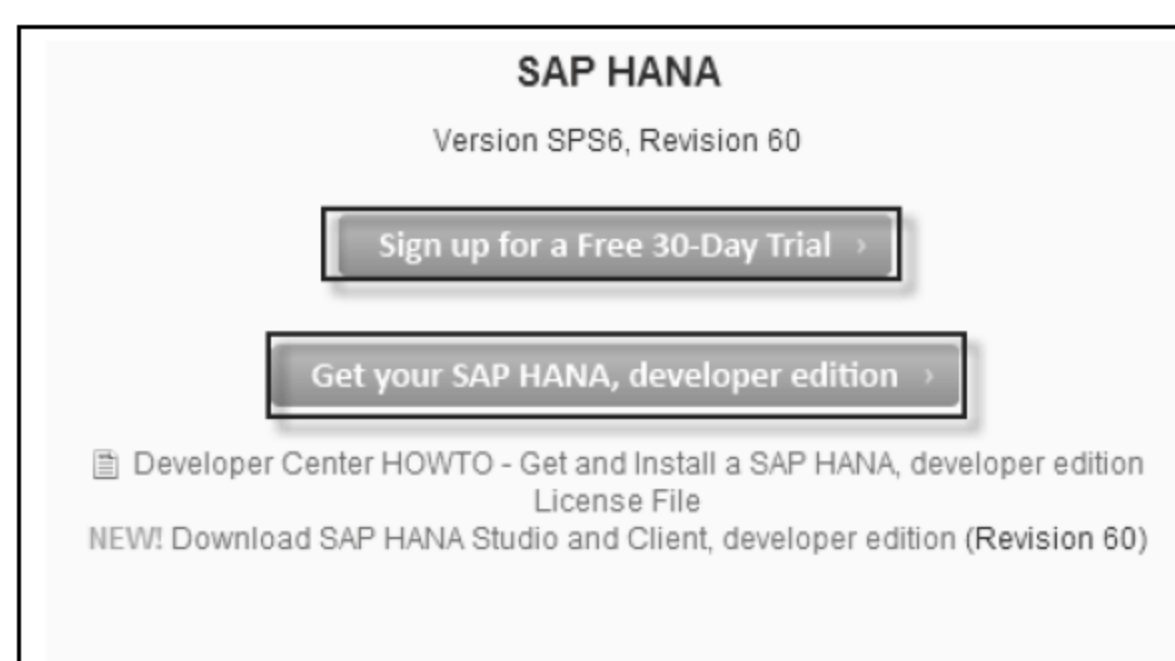 SAP HANA
Version SPS6, Revision 60
Sign up for a Free 30-Day Trial ›
Get your SAP HANA, developer edition ›
Developer Center HOWTO - Get and Install a SAP HANA, developer edition
License File
NEW! Download SAP HANA Studio and Client, developer edition (Revision 60)